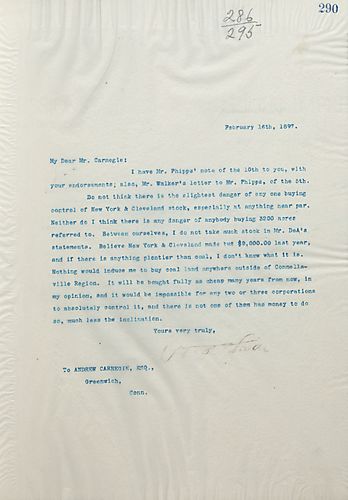 286
295
290
February 16th, 1897.
My Dear Mr. Carnegie:
I have Mr. Phipps' note of the 10th to you, with
your endorsements; also, Mr. Walker's letter to Mr. Phipps, of the 8th.
Do not think there is the slightest danger of any one buying
control of New York & Cleveland stock, especially at anything near par.
Neither do I think there is any danger of anybody buying 3200 acres
referred to. Between ourselves, I do not take much stock in Mr. DeA's
statements. Believe New York & Cleveland made but $9,000.00 last year,
and if there is anything plentier than coal, I don't know what it is.
Nothing would induce me to buy coal land anywhere outside of Connells-
ville Region. It will be bought fully as cheap many years from now, in
my opinion, and it would be impossible for any two or three corporations
to absolutely control it, and there is not one of them has money to do
so, much less the inclination.
Yours very truly,
To ANDREW CARNEGIE, ESQ.,
Greenwich,
Conn.